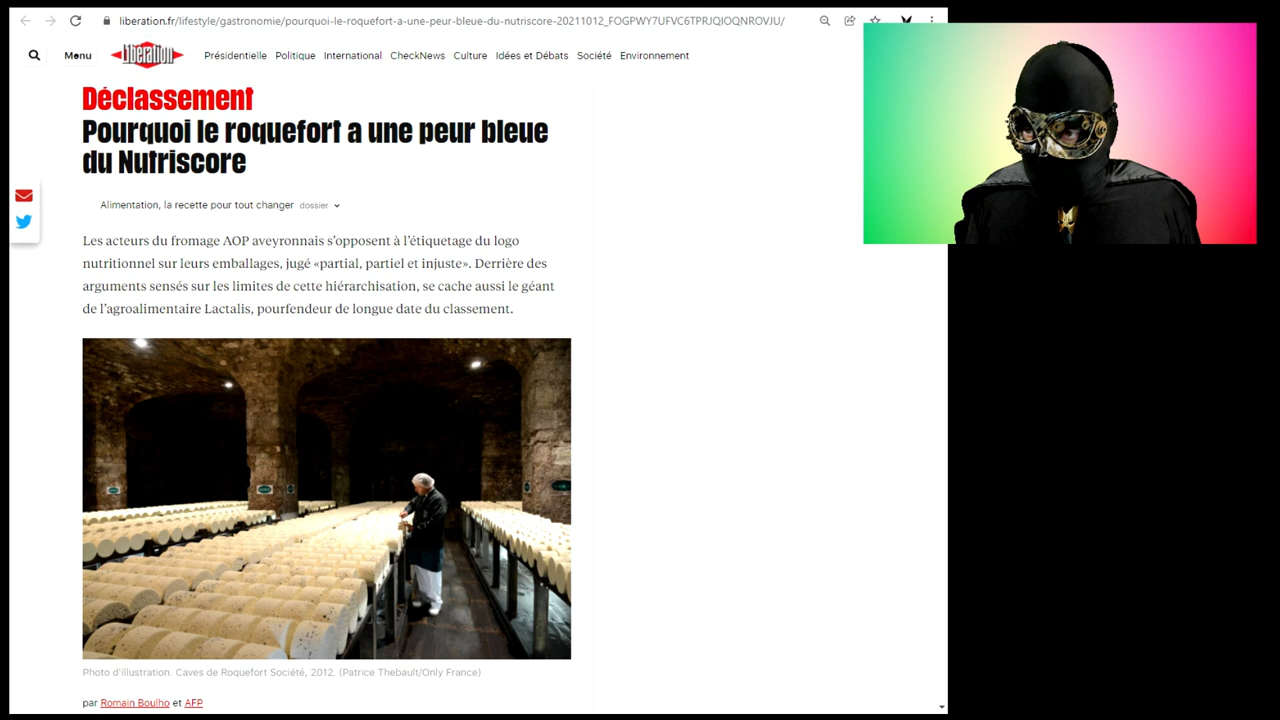 liberation.fr/lifestyle/gastronomie/pourquoi-le-roquefort-a-une-peur-bleue-du-nutriscore-20211012_FOGPWY7UFVC6TPRJQIOQNROVJU/
Menu Libération Présidentielle Politique International CheckNews Culture Idées et Débats Société Environnement
Déclassement
Pourquoi le roquefort a une peur bleue
du Nutriscore
Alimentation, la recette pour tout changer dossier
Les acteurs du fromage AOP aveyronnais s’opposent à l’étiquetage du logo
nutritionnel sur leurs emballages, jugé «partial, partiel et injuste». Derrière des
arguments sensés sur les limites de cette hiérarchisation, se cache aussi le géant
de l’agroalimentaire Lactalis, pourfendeur de longue date du classement.
Photo d’illustration. Caves de Roquefort Société, 2012. (Patrice Thebault/Only France)
par Romain Boulho et AFP